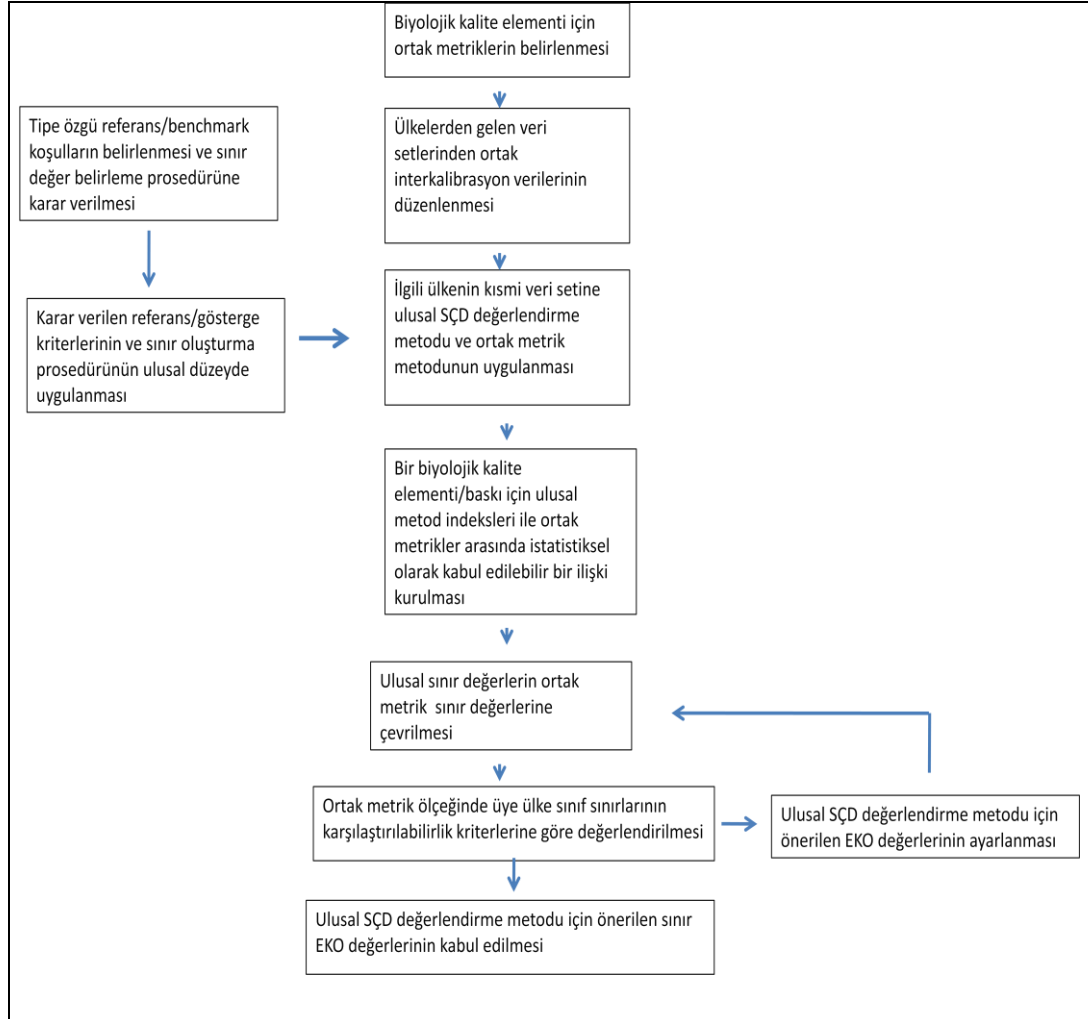 Biyolojik kalite elementi için
ortak metriklerin belirlenmesi
Tipe özgü referans/benchmark
koşulların belirlenmesi ve sınır
değer belirleme prosedürüne
karar verilmesi
Ülkelerden gelen veri
setlerinden ortak
interkalibrasyon verilerinin
düzenlenmesi
Karar verilen referans/gösterge
kriterlerinin ve sınır oluşturma
prosedürünün ulusal düzeyde
uygulanması
İlgili ülkenin kısmi veri setine
ulusal SÇD değerlendirme
metodu ve ortak metrik
metodunun uygulanması
Bir biyolojik kalite
elementi/baskı için ulusal
metod indeksleri ile ortak
metrikler arasında istatistiksel
olarak kabul edilebilir bir ilişki
kurulması
Ulusal sınır değerlerin ortak
metrik sınır değerlerine
çevrilmesi
Ortak metrik ölçeğinde üye ülke sınıf sınırlarının
karşılaştırılabilirlik kriterlerine göre değerlendirilmesi
Ulusal SÇD değerlendirme metodu için
önerilen EKO değerlerinin ayarlanması
Ulusal SÇD değerlendirme metodu için önerilen sınır
EKO değerlerinin kabul edilmesi